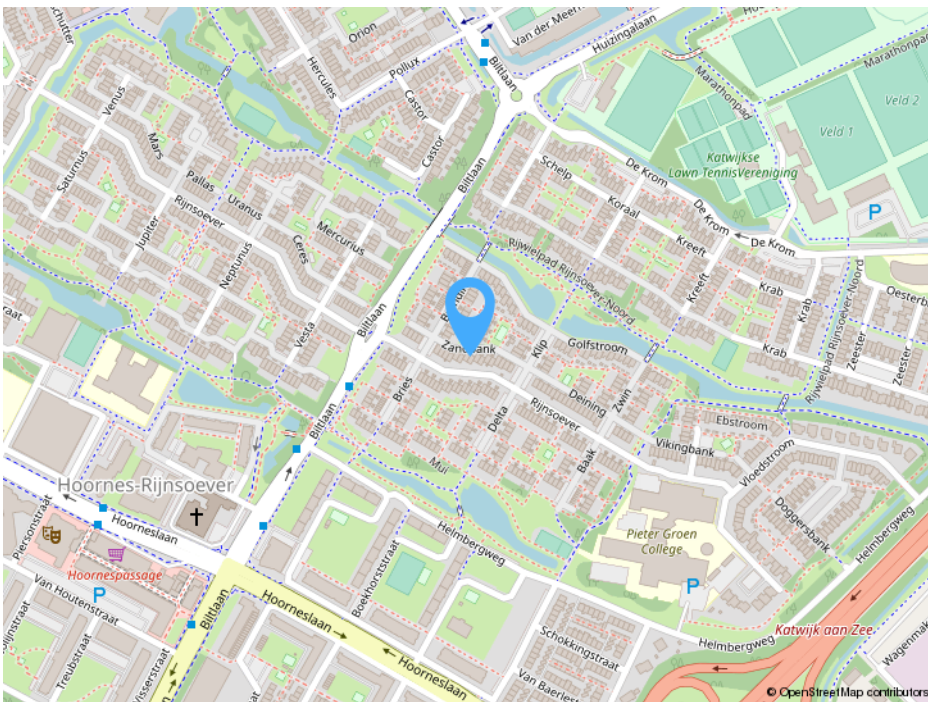 Schutter
Orion
Pollux
Hercules
Van der Meer
Biltlaan
Huizingalaan
Marathonpad
Marathonpad
Veld 2
Veld 1
Venus
Mars
Castor
Castor
Saturnus
Pallas
Uranus
Rijnsoever
Jupiter
Neptunus
Ceres
Mercurius
Vesta
Biltlaan
Schelp
Koraal
De Krom
Katwijkse
Lawn TennisVereniging
De Krom
De Krom
P
Kreeft
Kreeft
Krab
Krab
Krab
Rijwielpad Rijnsoever-Noord
Rijwielpad Rijnsoever-Noord
Zeester
Zeester
Oesterb
raat
Biltlaan
Zandbank
Klip
Golfstroom
Bries
Delta
Deining
Zwin
Rijnsoever
Biltlaan
Mui
Baak
Ebstroom
Vikingbank
Vloedstroom
Doggersbank
Hoornes-Rijnsoever
Piersonstraat
Hoorneslaan
Hoornespassage
P
Van Houtenstraat
Biltlaan
Treubstraat
olijnstraat
Visserstraat
Boekhorststraat
Helmbergweg
Hoorneslaan
Hoorneslaan
Pieter Groen
College
P
Helmbergweg
Helmbergweg
Katwijk aan Zee
Schokkingstraat
Van Baerlest
Wagenmak
© OpenStreetMap contributors